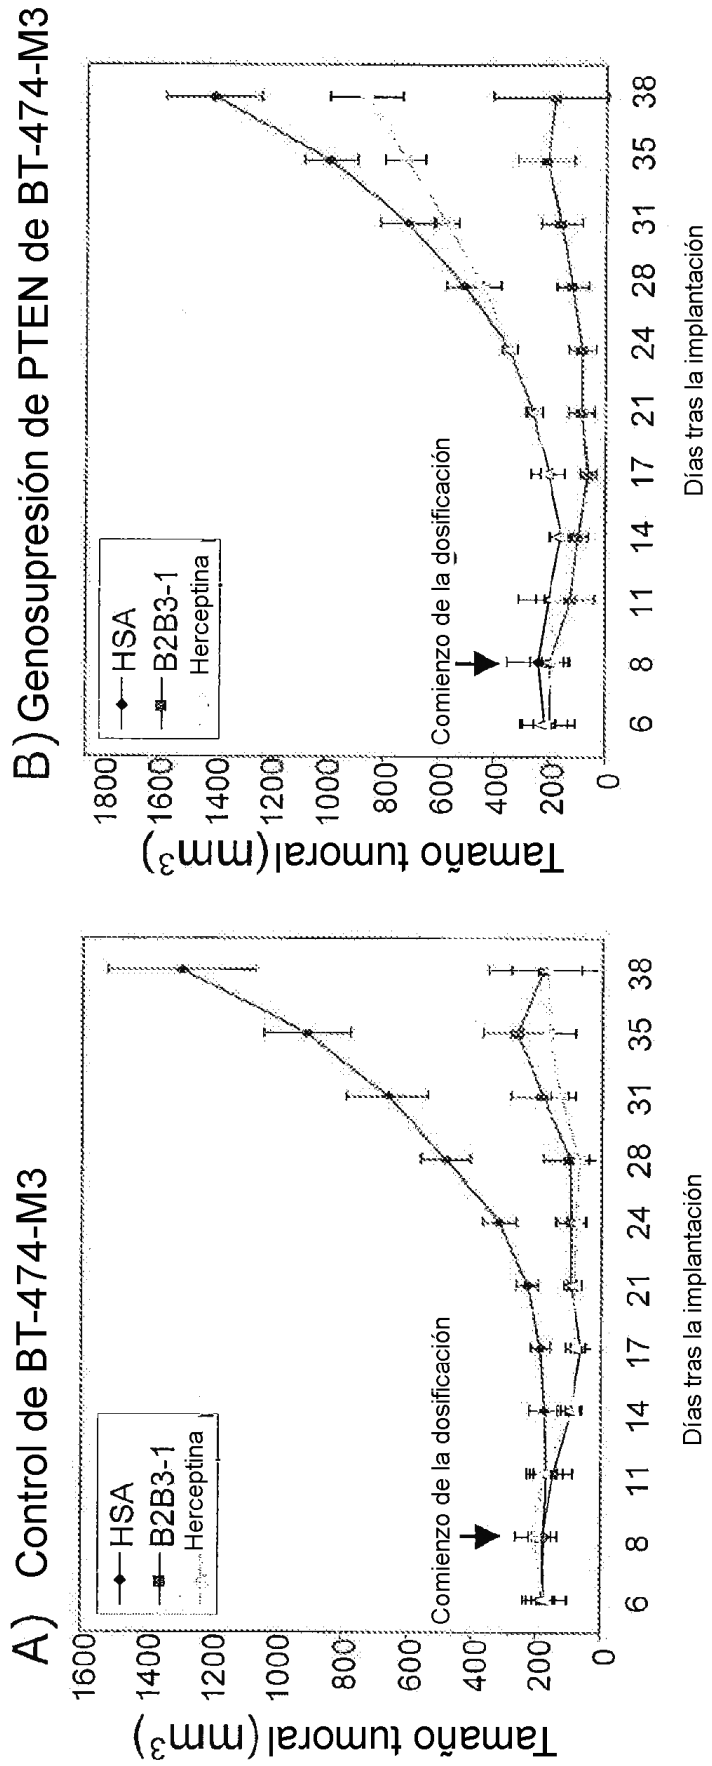 A) Control de BT-474-M3
Tamaño tumoral(mm³)
1600
1400
1200
1000
800
600
400
200
0
HSA
B2B3-1
Herceptina
Comienzo de la dosificación
6 8 11 14 17 21 24 28 31 35 38
Días tras la implantación
B) Genosupresión de PTEN de BT-474-M3
Tamaño tumoral(mm³)
1800
1600
1400
1200
1000
800
600
400
200
0
HSA
B2B3-1
Herceptina
Comienzo de la dosificación
6 8 11 14 17 21 24 28 31 35 38
Días tras la implantación